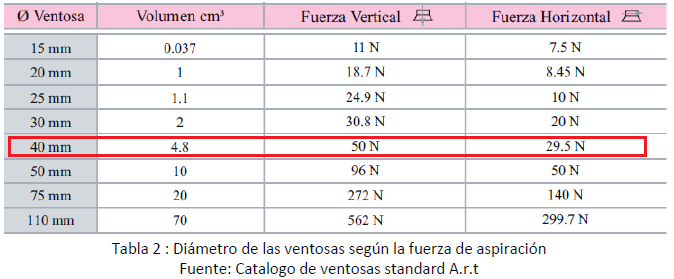 Ø Ventosa Volumen cm³ Fuerza Vertical Fuerza Horizontal
15 mm 0.037 11 N 7.5 N
20 mm 1 18.7 N 8.45 N
25 mm 1.1 24.9 N 10 N
30 mm 2 30.8 N 20 N
40 mm 4.8 50 N 29.5 N
50 mm 10 96 N 50 N
75 mm 20 272 N 140 N
110 mm 70 562 N 299.7 N
Tabla 2 : Diámetro de las ventosas según la fuerza de aspiración
Fuente: Catalogo de ventosas standard A.r.t